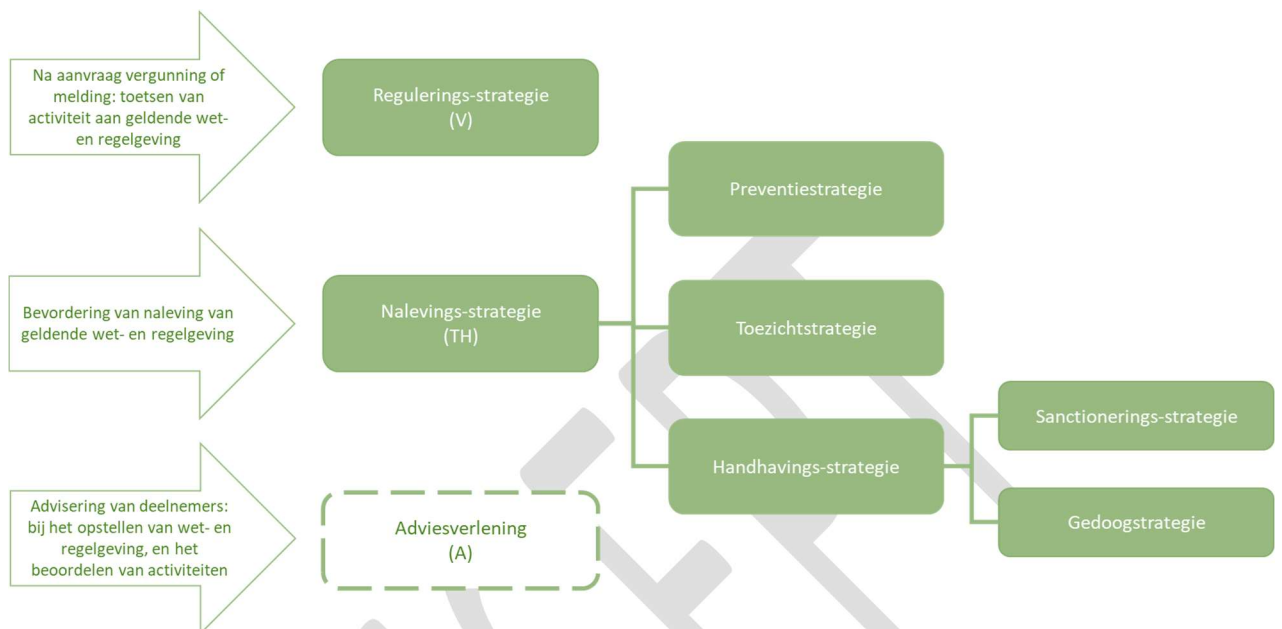 Na aanvraag vergunning of
melding: toetsen van
activiteit aan geldende wet-
en regelgeving
Regulerings-strategie
(V)
Preventiestrategie
Bevordering van naleving van
geldende wet- en regelgeving
Nalevings-strategie
(TH)
Toezichtstrategie
Handhavings-strategie
Sanctionerings-strategie
Gedoogstrategie
Advisering van deelnemers:
bij het opstellen van wet- en
regelgeving, en het
beoordelen van activiteiten
Adviesverlening
(A)